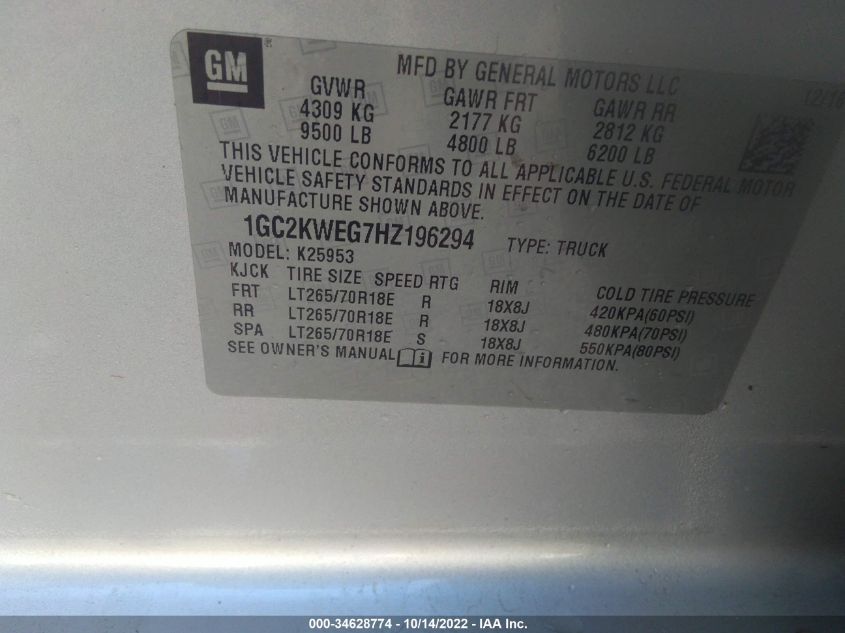 GM
MFD BY GENERAL MOTORS LLC
GVWR GAWR FRT GAWR RR
4309 KG 2177 KG 2812 KG
9500 LB 4800 LB 6200 LB
12/16
THIS VEHICLE CONFORMS TO ALL APPLICABLE U.S. FEDERAL MOTOR
VEHICLE SAFETY STANDARDS IN EFFECT ON THE DATE OF
MANUFACTURE SHOWN ABOVE.
1GC2KWEG7HZ196294 TYPE: TRUCK
MODEL: K25953
KJCK TIRE SIZE SPEED RTG RIM COLD TIRE PRESSURE
FRT LT265/70R18E R 18X8J 420KPA(60PSI)
RR LT265/70R18E R 18X8J 480KPA(70PSI)
SPA LT265/70R18E S 18X8J 550KPA(80PSI)
SEE OWNER'S MANUAL FOR MORE INFORMATION.
000-34628774 | 10/14/2022 - IAA Inc.